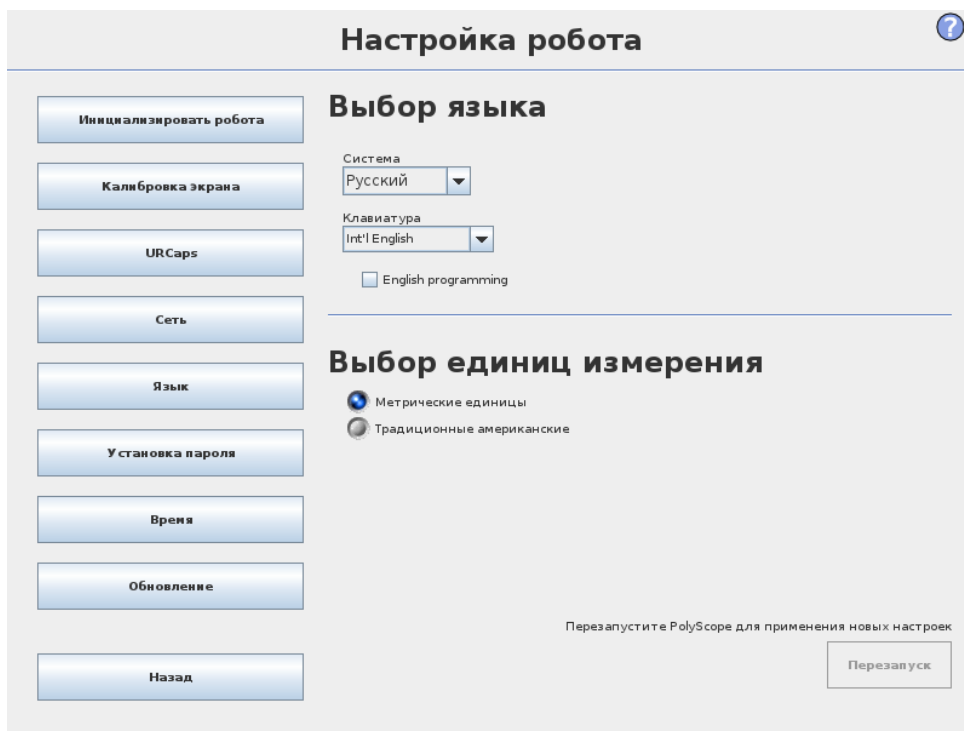 Настройка робота
?
Инициализировать робота
Калибровка экрана
URCaps
Сеть
Язык
Установка пароля
Время
Обновление
Назад
Выбор языка
Система
Русский
Клавиатура
Int'l English
English programming
Выбор единиц измерения
Метрические единицы
Традиционные американские
Перезапустите PolyScope для применения новых настроек
Перезапуск